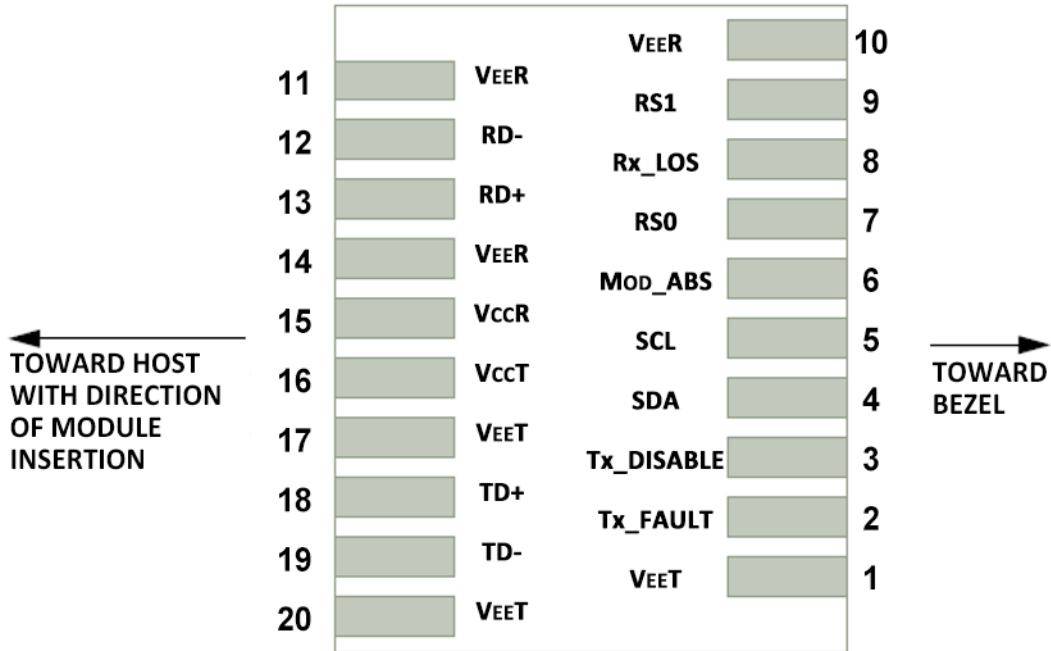 VEER 10
11 VEER
RS1 9
12 RD-
Rx_LOS 8
13 RD+
RS0 7
14 VEER
MOD_ABS 6
15 VCCR
SCL 5
16 VCCT
SDA 4
17 VEET
Tx_DISABLE 3
18 TD+
Tx_FAULT 2
19 TD-
VEET 1
20 VEET
TOWARD HOST
WITH DIRECTION
OF MODULE
INSERTION
TOWARD
BEZEL